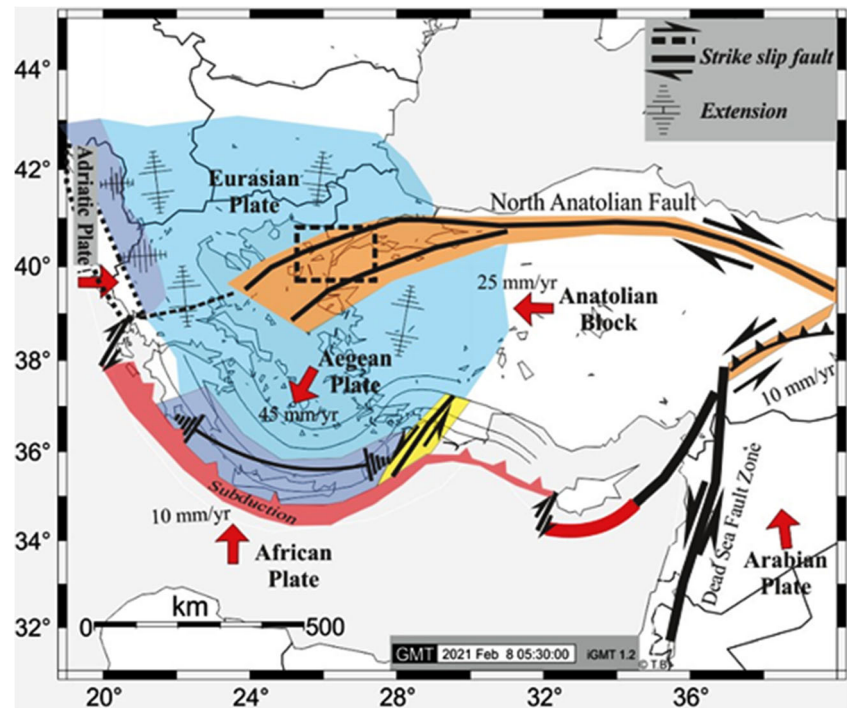 Strike slip fault
Extension
44°
42°
40°
38°
36°
34°
32°
Adriatic Plate
Eurasian
Plate
North Anatolian Fault
25 mm/yr
Anatolian
Block
Aegean
Plate
45 mm/yr
10 mm/yr
Subduction
10 mm/yr
African
Plate
Dead Sea Fault Zone
Arabian
Plate
km
0 500
GMT 2021 Feb 8 05:30:00 iGMT 1.2
© T.B.
20° 24° 28° 32° 36°